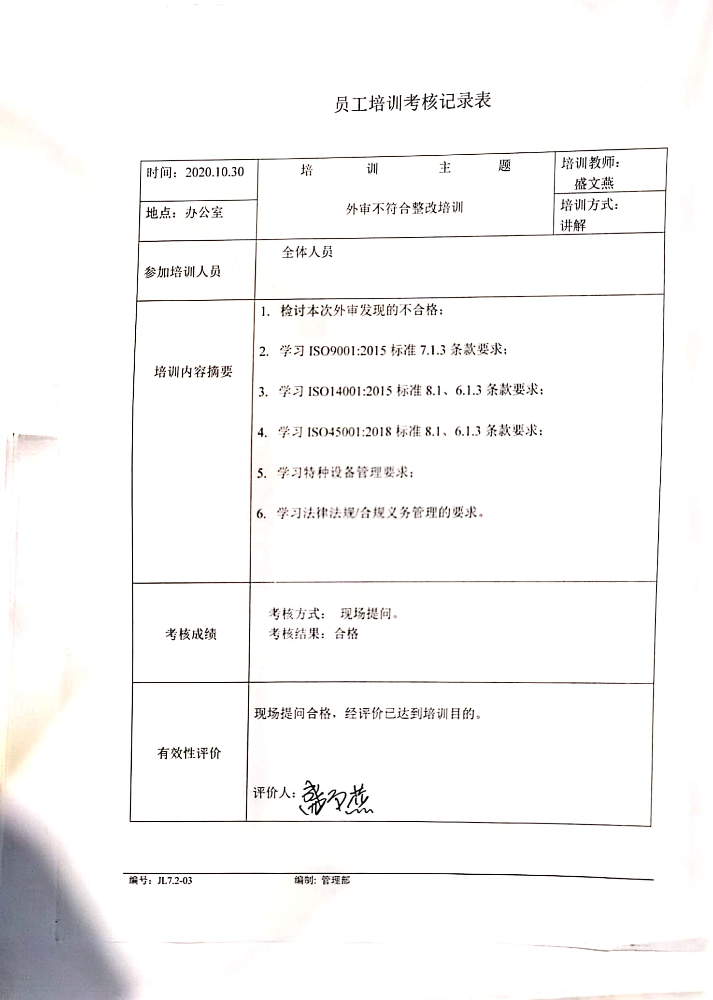 员工培训考核记录表
时间：2020.10.30
培 训 主 题
培训教师：
盛文燕
地点：办公室
外审不符合整改培训
培训方式：
讲解
参加培训人员
全体人员
培训内容摘要
1. 检讨本次外审发现的不合格；
2. 学习 ISO9001:2015 标准 7.1.3 条款要求；
3. 学习 ISO14001:2015 标准 8.1、6.1.3 条款要求；
4. 学习 ISO45001:2018 标准 8.1、6.1.3 条款要求；
5. 学习特种设备管理要求；
6. 学习法律法规/合规义务管理的要求。
考核成绩
考核方式： 现场提问。
考核结果：合格
有效性评价
现场提问合格，经评价已达到培训目的。
评价人：盛文燕
编号：JL7.2-03 编制: 管理部